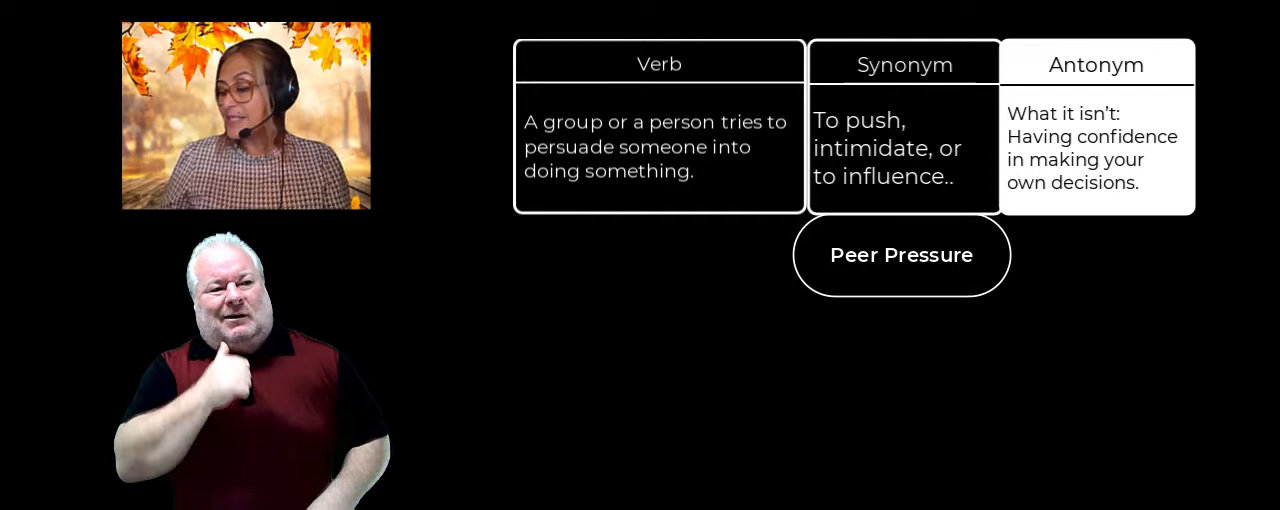 Verb
A group or a person tries to
persuade someone into
doing something.
Synonym
To push,
intimidate, or
to influence..
Antonym
What it isn’t:
Having confidence
in making your
own decisions.
Peer Pressure